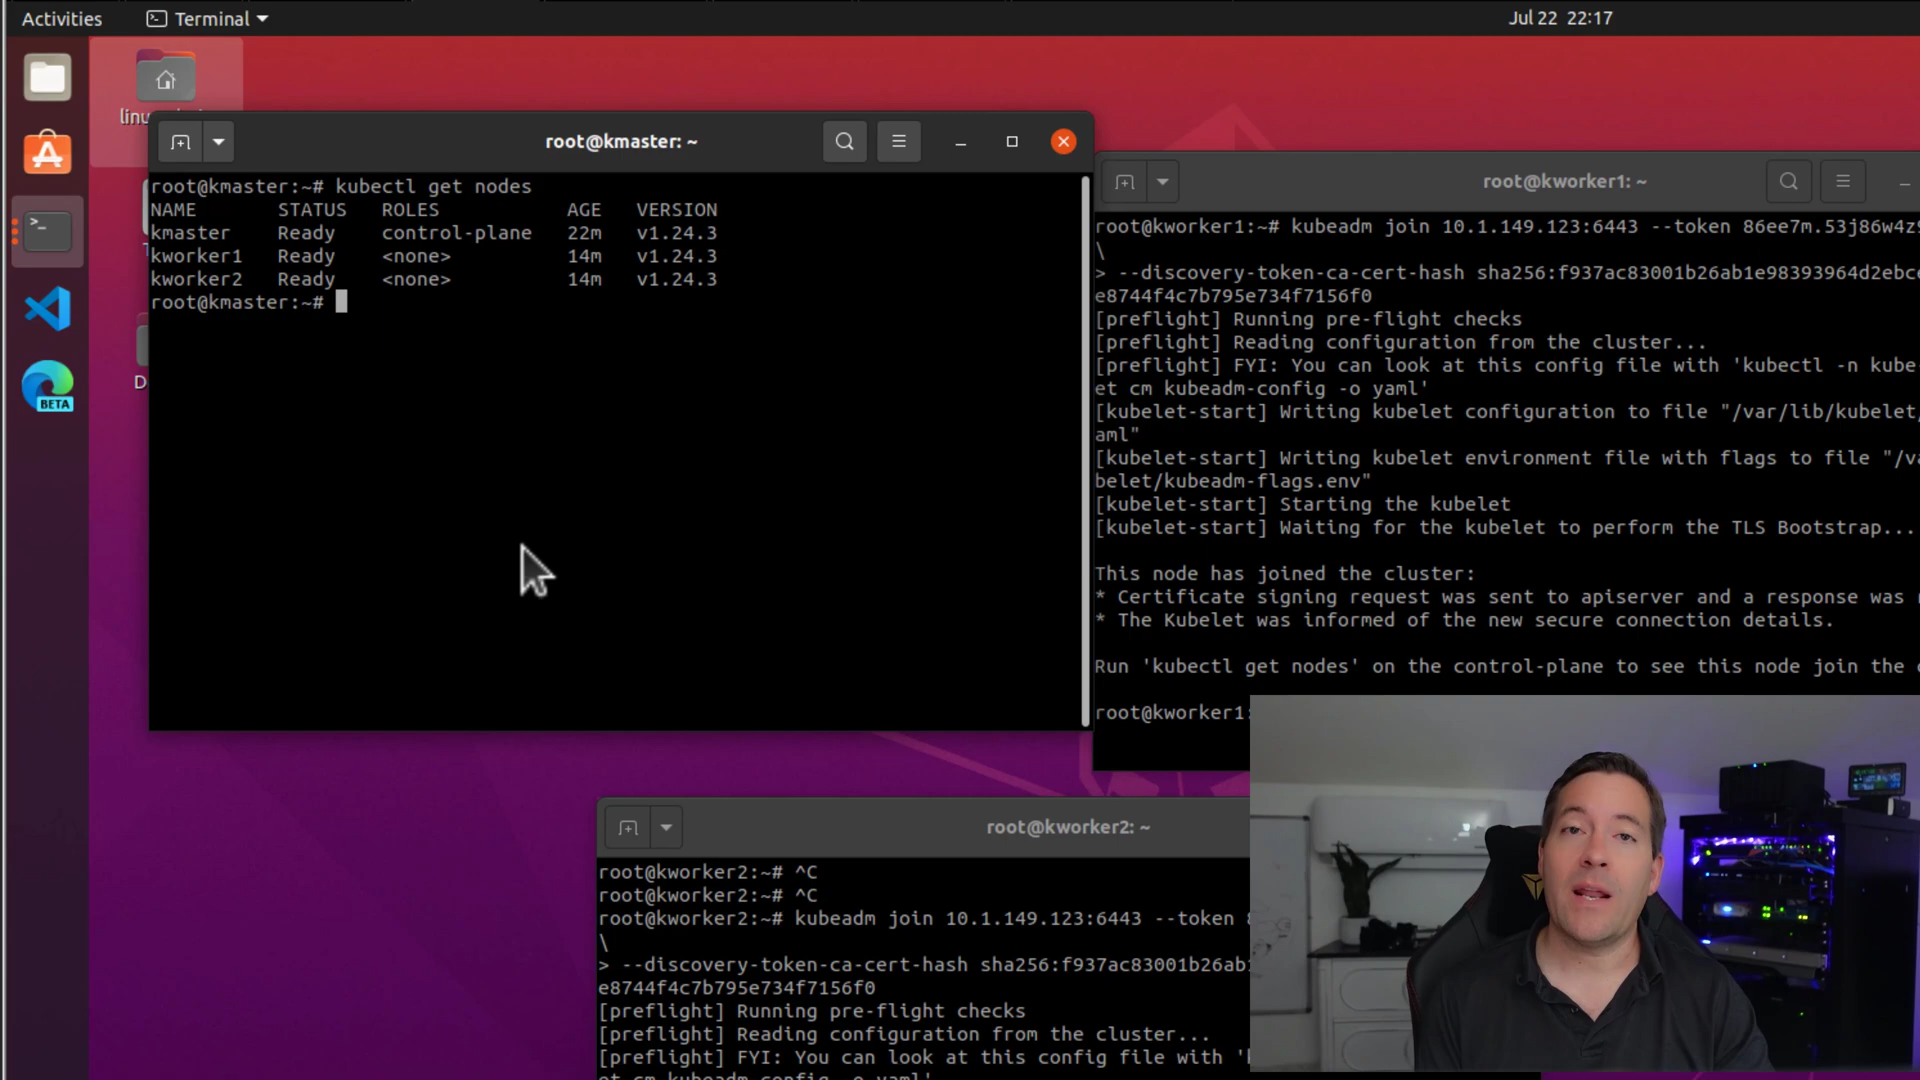 Activities
Terminal
Jul 22 22:17
BETA
root@kmaster: ~
root@kmaster:~# kubectl get nodes
NAME STATUS ROLES AGE VERSION
kmaster Ready control-plane 22m v1.24.3
kworker1 Ready <none> 14m v1.24.3
kworker2 Ready <none> 14m v1.24.3
root@kmaster:~#
root@kworker1: ~
root@kworker1:~# kubeadm join 10.1.149.123:6443 --token 86ee7m.53j86w4z
\
> --discovery-token-ca-cert-hash sha256:f937ac83001b26ab1e98393964d2ebc
e8744f4c7b795e734f7156f0
[preflight] Running pre-flight checks
[preflight] Reading configuration from the cluster...
[preflight] FYI: You can look at this config file with 'kubectl -n kube-
et cm kubeadm-config -o yaml'
[kubelet-start] Writing kubelet configuration to file "/var/lib/kubelet/
aml"
[kubelet-start] Writing kubelet environment file with flags to file "/va
belet/kubeadm-flags.env"
[kubelet-start] Starting the kubelet
[kubelet-start] Waiting for the kubelet to perform the TLS Bootstrap...
This node has joined the cluster:
* Certificate signing request was sent to apiserver and a response was
* The Kubelet was informed of the new secure connection details.
Run 'kubectl get nodes' on the control-plane to see this node join the
root@kworker1:
root@kworker2: ~
root@kworker2:~# ^C
root@kworker2:~# ^C
root@kworker2:~# kubeadm join 10.1.149.123:6443 --token
\
> --discovery-token-ca-cert-hash sha256:f937ac83001b26ab
e8744f4c7b795e734f7156f0
[preflight] Running pre-flight checks
[preflight] Reading configuration from the cluster...
[preflight] FYI: You can look at this config file with
et cm kubeadm-config -o yaml'